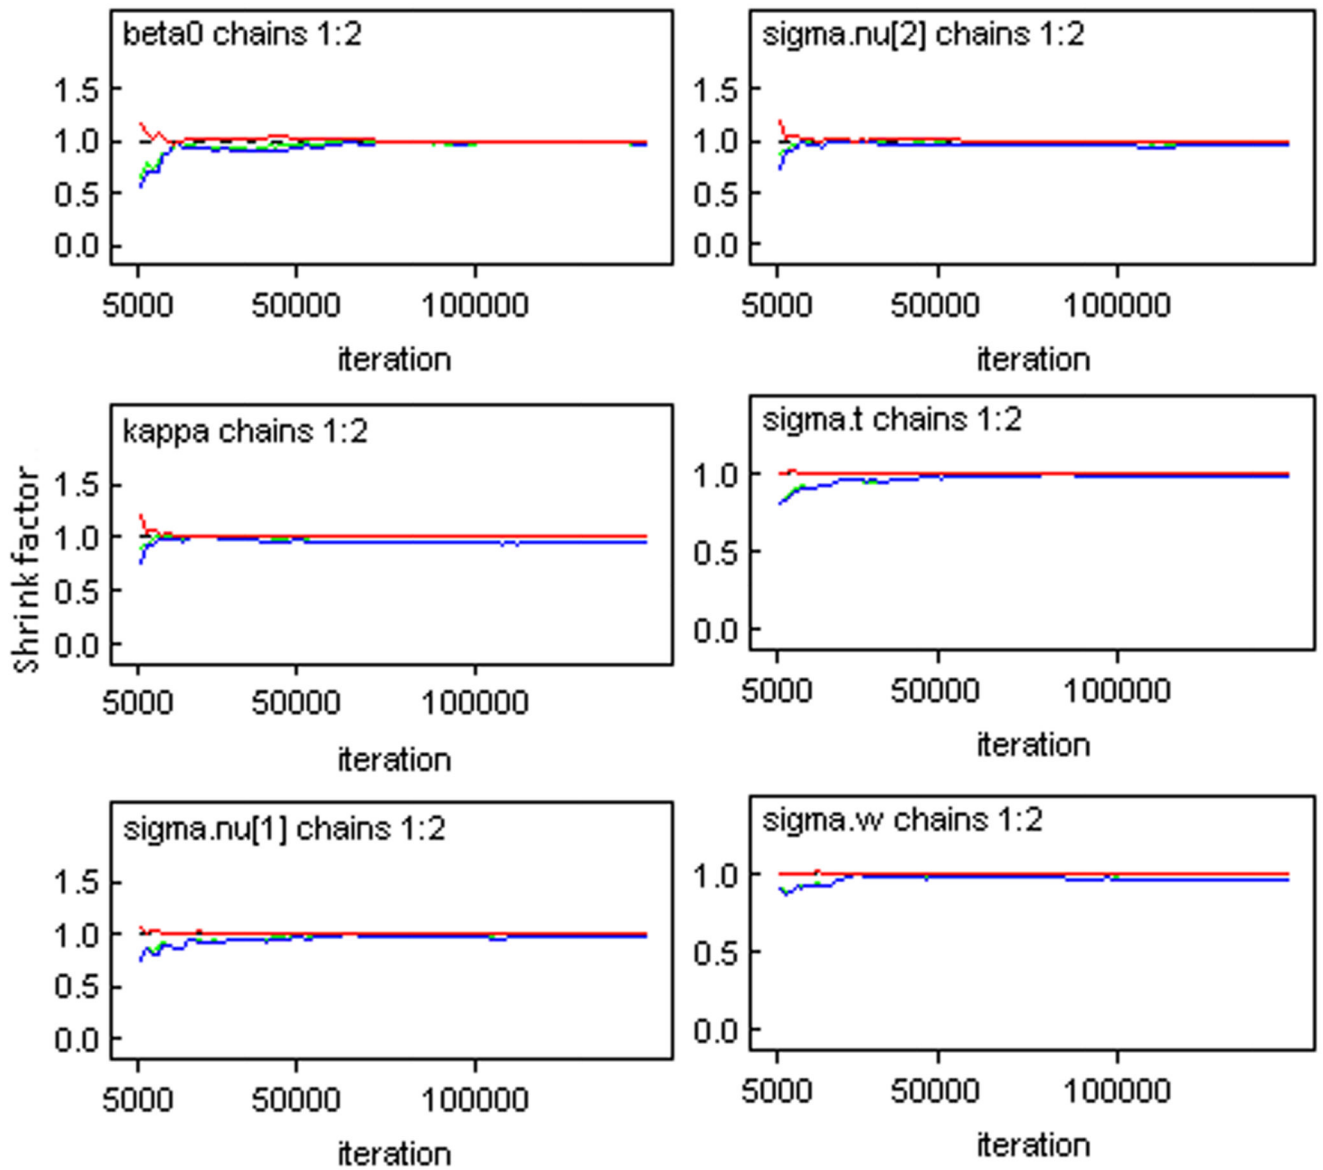 beta0 chains 1:2
1.5
1.0
0.5
0.0
5000 50000 100000
iteration
sigma.nu[2] chains 1:2
1.5
1.0
0.5
0.0
5000 50000 100000
iteration
Shrink factor
kappa chains 1:2
1.5
1.0
0.5
0.0
5000 50000 100000
iteration
sigma.t chains 1:2
1.0
0.5
0.0
5000 50000 100000
iteration
sigma.nu[1] chains 1:2
1.5
1.0
0.5
0.0
5000 50000 100000
iteration
sigma.w chains 1:2
1.0
0.5
0.0
5000 50000 100000
iteration